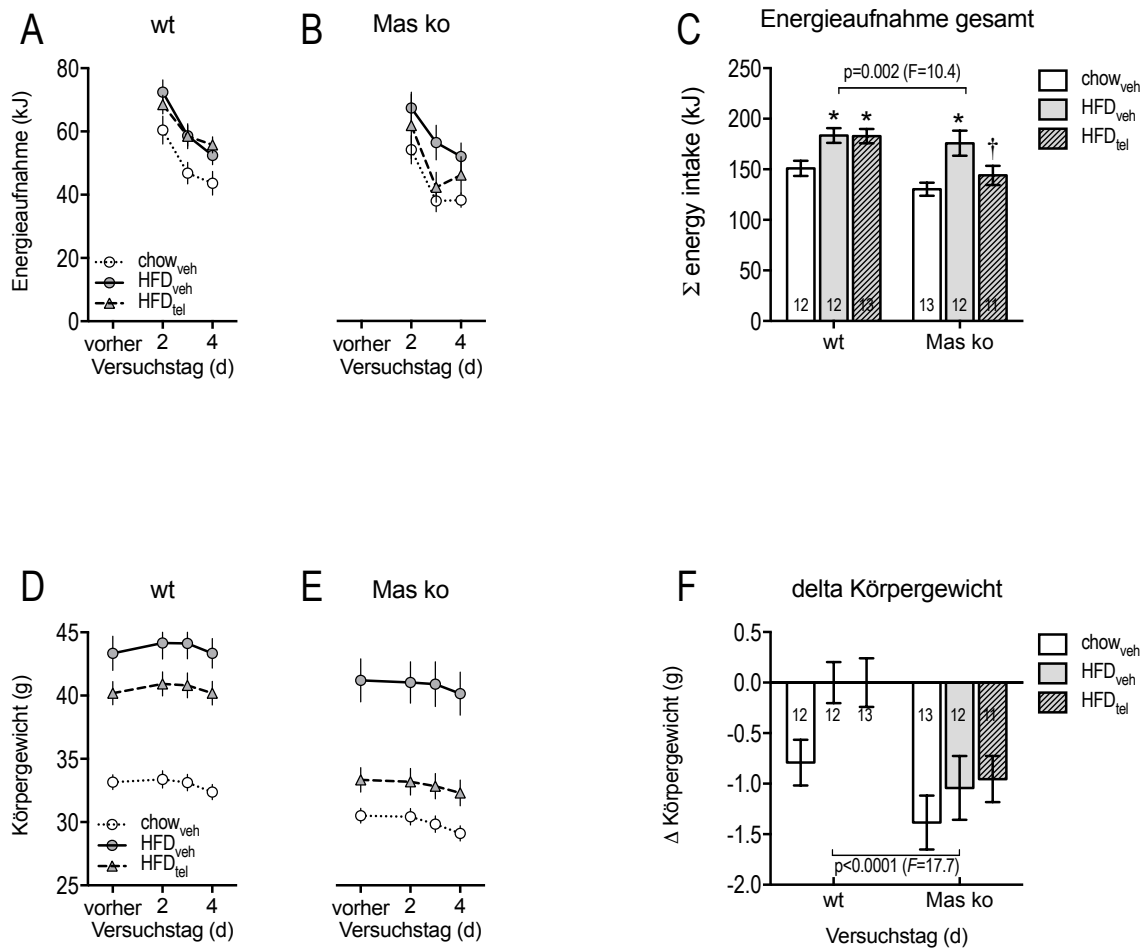 A wt
B Mas ko
C Energieaufnahme gesamt
Energieaufnahme (kJ)
80
60
40
20
0
chow veh
HFD veh
HFD tel
vorher 2 4
Versuchstag (d)
vorher 2 4
Versuchstag (d)
Σ energy intake (kJ)
250
200
150
100
50
0
p=0.002 (F=10.4)
* * * †
12 12 13 13 12 11
wt Mas ko
chow veh
HFD veh
HFD tel
D wt
E Mas ko
F delta Körpergewicht
Körpergewicht (g)
45
40
35
30
25
chow veh
HFD veh
HFD tel
vorher 2 4
Versuchstag (d)
vorher 2 4
Versuchstag (d)
Δ Körpergewicht (g)
0.5
0.0
-0.5
-1.0
-1.5
-2.0
12 12 13 13 12 11
p<0.0001 (F=17.7)
wt Mas ko
Versuchstag (d)
chow veh
HFD veh
HFD tel